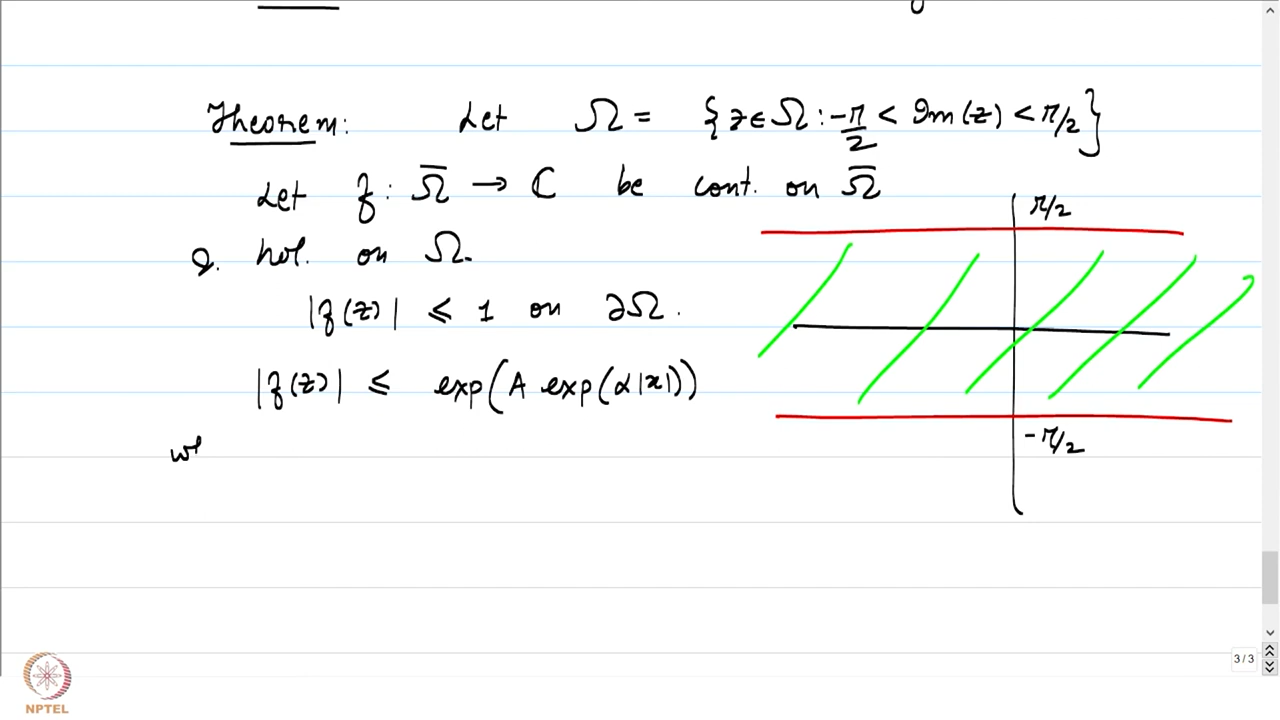 Theorem: Let Ω = {z ∈ Ω : -π/2 < Im(z) < π/2}
Let f : Ω̅ → ℂ be cont. on Ω̅
& hol. on Ω.
|f(z)| ≤ 1 on ∂Ω.
|f(z)| ≤ exp(A exp(α|x|))
wh
π/2
-π/2
3 / 3
NPTEL